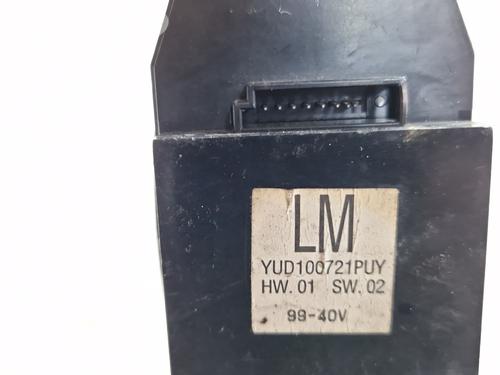 LM
YUD100721PUY
HW. 01 SW. 02
99-40V